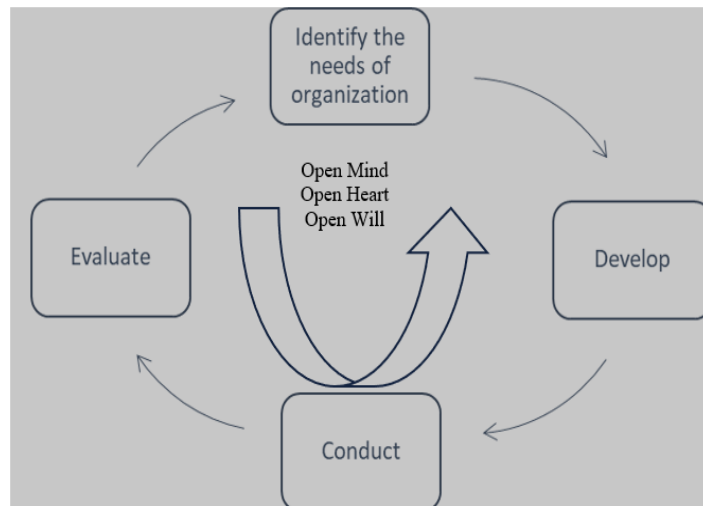 Identify the
needs of
organization
Open Mind
Open Heart
Open Will
Evaluate
Develop
Conduct